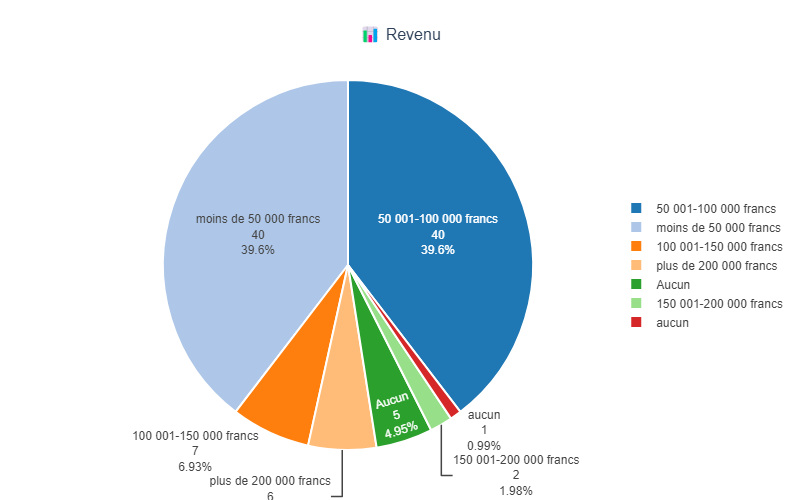 Revenu
moins de 50 000 francs
40
39.6%
50 001-100 000 francs
40
39.6%
Aucun
5
4.95%
aucun
1
0.99%
100 001-150 000 francs
7
6.93%
150 001-200 000 francs
2
1.98%
plus de 200 000 francs
6
50 001-100 000 francs
moins de 50 000 francs
100 001-150 000 francs
plus de 200 000 francs
Aucun
150 001-200 000 francs
aucun